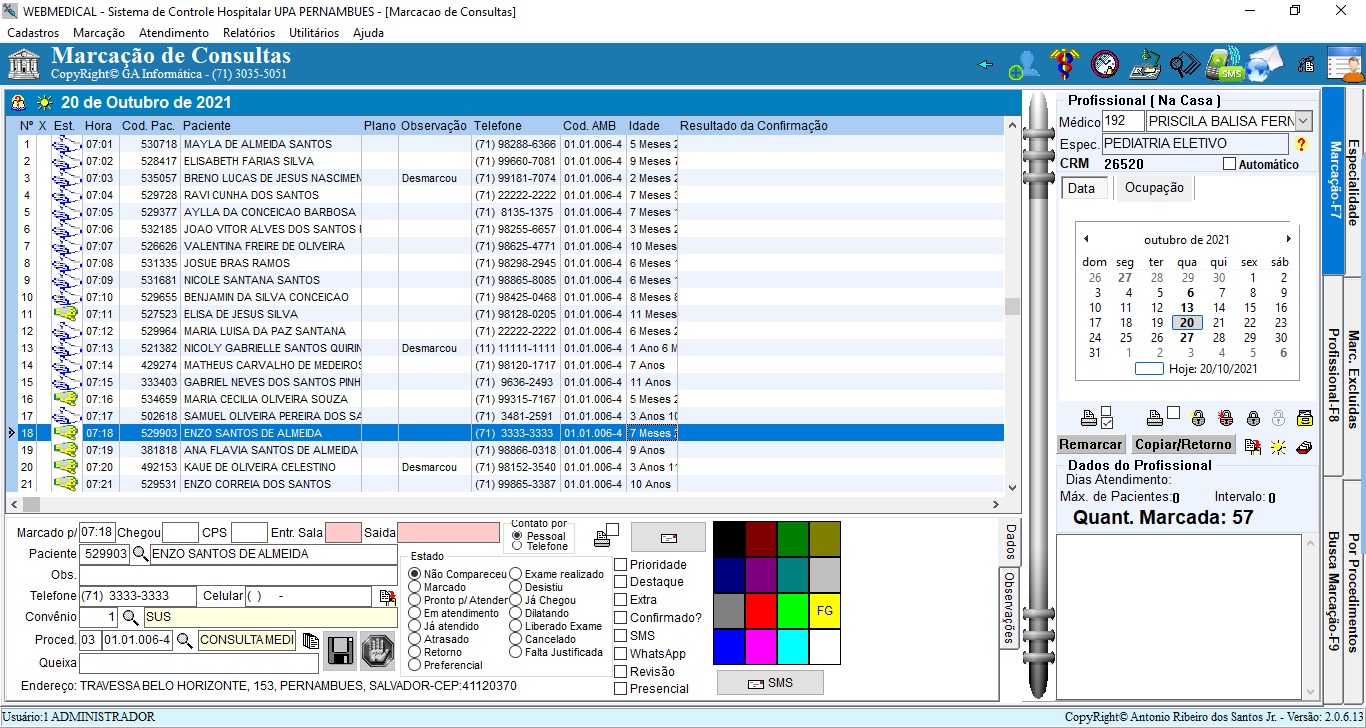 WEBMEDICAL - Sistema de Controle Hospitalar UPA PERNAMBUES - [Marcacao de Consultas]
Cadastros Marcação Atendimento Relatórios Utilitários Ajuda
Marcação de Consultas
CopyRight© GA Informática - (71) 3035-5051
SMS
20 de Outubro de 2021
Nº X Est. Hora Cod. Pac. Paciente Plano Observação Telefone Cod. AMB Idade Resultado da Confirmação
1 07:01 530718 MAYLA DE ALMEIDA SANTOS (71) 98288-6366 01.01.006-4 5 Meses 2
2 07:02 528417 ELISABETH FARIAS SILVA (71) 99660-7081 01.01.006-4 9 Meses 7
3 07:03 535057 BRENO LUCAS DE JESUS NASCIMEN Desmarcou (71) 99181-7074 01.01.006-4 2 Meses 2
4 07:04 529728 RAVI CUNHA DOS SANTOS (71) 22222-2222 01.01.006-4 7 Meses 3
5 07:05 529377 AYLLA DA CONCEICAO BARBOSA (71) 8135-1375 01.01.006-4 7 Meses 1
6 07:06 532185 JOAO VITOR ALVES DOS SANTOS (71) 98255-6657 01.01.006-4 3 Meses 2
7 07:07 526626 VALENTINA FREIRE DE OLIVEIRA (71) 98625-4771 01.01.006-4 10 Meses
8 07:08 531335 JOSUE BRAS RAMOS (71) 98298-2945 01.01.006-4 6 Meses 1
9 07:09 531681 NICOLE SANTANA SANTOS (71) 98865-8085 01.01.006-4 6 Meses 1
10 07:10 529655 BENJAMIN DA SILVA CONCEICAO (71) 98425-0468 01.01.006-4 8 Meses 8
11 07:11 527523 ELISA DE JESUS SILVA (71) 98128-0205 01.01.006-4 11 Meses
12 07:12 529964 MARIA LUISA DA PAZ SANTANA (71) 22222-2222 01.01.006-4 6 Meses 2
13 07:13 521382 NICOLY GABRIELLE SANTOS QUIRIN Desmarcou (11) 11111-1111 01.01.006-4 1 Ano 6 M
14 07:14 429274 MATHEUS CARVALHO DE MEDEIROS (71) 98120-1717 01.01.006-4 7 Anos
15 07:15 333403 GABRIEL NEVES DOS SANTOS PINH (71) 9636-2493 01.01.006-4 11 Anos
16 07:16 534659 MARIA CECILIA OLIVEIRA SOUZA (71) 99315-7167 01.01.006-4 5 Meses 2
17 07:17 502618 SAMUEL OLIVEIRA PEREIRA DOS SA (71) 3481-2591 01.01.006-4 3 Anos 10
18 07:18 529903 ENZO SANTOS DE ALMEIDA (71) 3333-3333 01.01.006-4 7 Meses
19 07:19 381818 ANA FLAVIA SANTOS DE ALMEIDA (71) 98866-0318 01.01.006-4 9 Anos
20 07:20 492153 KAUE DE OLIVEIRA CELESTINO Desmarcou (71) 98152-3540 01.01.006-4 3 Anos 11
21 07:21 529531 ENZO CORREIA DOS SANTOS (71) 99865-3387 01.01.006-4 10 Anos
Marcado p/ 07:18 Chegou CPS Entr. Sala Saida
Contato por
Pessoal
Telefone
Paciente 529903 ENZO SANTOS DE ALMEIDA
Obs.
Telefone (71) 3333-3333 Celular ( ) -
Convênio 1 SUS
Proced. 03 01.01.006-4 CONSULTA MEDI
Queixa
Endereço: TRAVESSA BELO HORIZONTE, 153, PERNAMBUES, SALVADOR-CEP:41120370
Estado
Não Compareceu Exame realizado
Marcado Desistiu
Pronto p/ Atender Já Chegou
Em atendimento Dilatando
Já atendido Liberado Exame
Atrasado Cancelado
Retorno Falta Justificada
Preferencial
Prioridade
Destaque
Extra
Confirmado?
SMS
WhatsApp
Revisão
Presencial
FG
SMS
Dados
Observações
Profissional ( Na Casa )
Médico 192 PRISCILA BALISA FERN
Espec. PEDIATRIA ELETIVO ?
CRM 26520 Automático
Data Ocupação
outubro de 2021
dom seg ter qua qui sex sáb
26 27 28 29 30 1 2
3 4 5 6 7 8 9
10 11 12 13 14 15 16
17 18 19 20 21 22 23
24 25 26 27 28 29 30
31 1 2 3 4 5 6
Hoje: 20/10/2021
Remarcar Copiar/Retorno
Dados do Profissional
Dias Atendimento:
Máx. de Pacientes:0 Intervalo: 0
Quant. Marcada: 57
Marcação-F7
Especialidade
Profissional-F8
Marc. Excluídas
Busca Marcação-F9
Por Procedimentos
Usuário:1 ADMINISTRADOR
CopyRight© Antonio Ribeiro dos Santos Jr. - Versão: 2.0.6.13